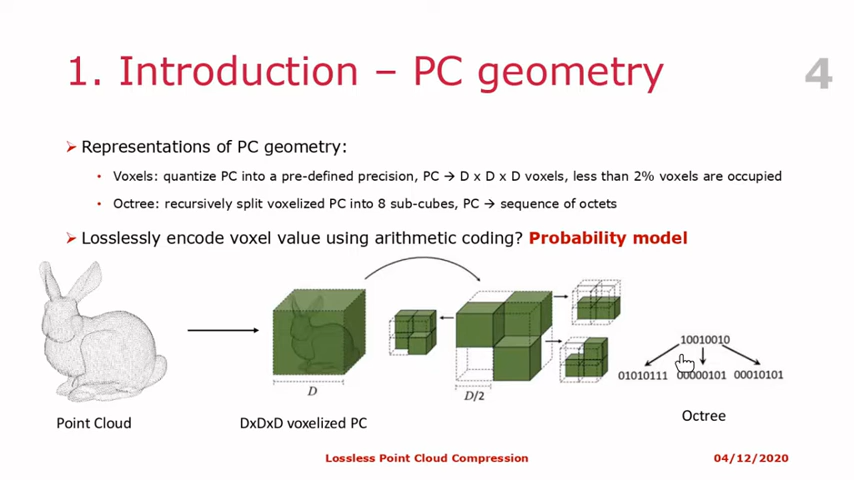 1. Introduction – PC geometry
4
➢ Representations of PC geometry:
• Voxels: quantize PC into a pre-defined precision, PC → D x D x D voxels, less than 2% voxels are occupied
• Octree: recursively split voxelized PC into 8 sub-cubes, PC → sequence of octets
➢ Losslessly encode voxel value using arithmetic coding? Probability model
10010010
01010111 00000101 00010101
D
D/2
Point Cloud
DxDxD voxelized PC
Octree
Lossless Point Cloud Compression
04/12/2020